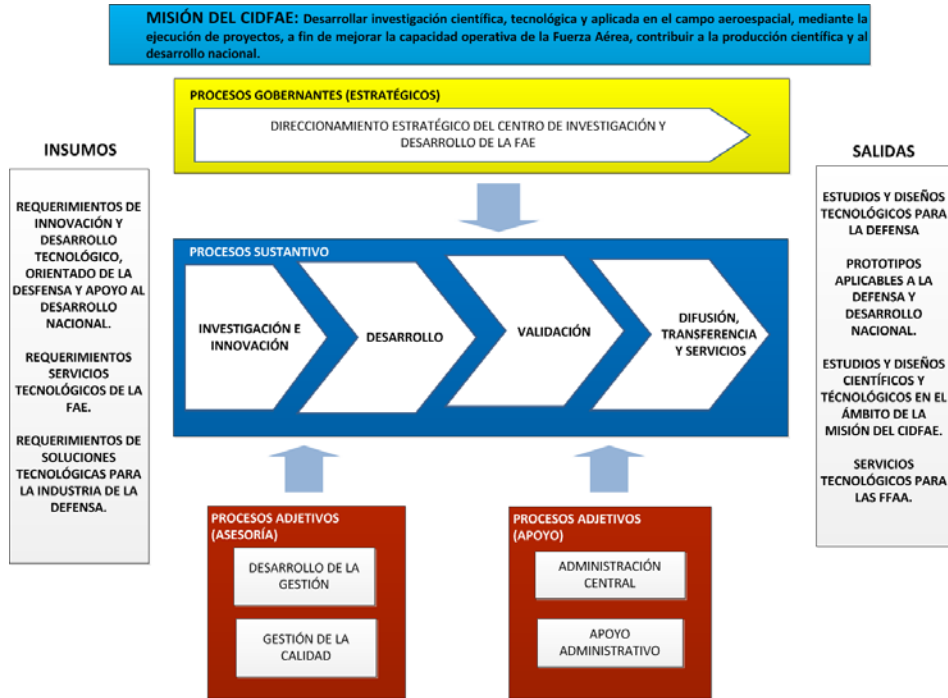 MISIÓN DEL CIDFAE: Desarrollar investigación científica, tecnológica y aplicada en el campo aeroespacial, mediante la
ejecución de proyectos, a fin de mejorar la capacidad operativa de la Fuerza Aérea, contribuir a la producción científica y al
desarrollo nacional.
PROCESOS GOBERNANTES (ESTRATÉGICOS)
DIRECCIONAMIENTO ESTRATÉGICO DEL CENTRO DE INVESTIGACIÓN Y
DESARROLLO DE LA FAE
INSUMOS
REQUERIMIENTOS DE
INNOVACIÓN Y
DESARROLLO
TECNOLÓGICO,
ORIENTADO DE LA
DESFENSA Y APOYO AL
DESARROLLO
NACIONAL.
REQUERIMIENTOS
SERVICIOS
TECNOLÓGICOS DE LA
FAE.
REQUERIMIENTOS DE
SOLUCIONES
TECNOLÓGICAS PARA
LA INDUSTRIA DE LA
DEFENSA.
PROCESOS SUSTANTIVO
INVESTIGACIÓN E
INNOVACIÓN
DESARROLLO
VALIDACIÓN
DIFUSIÓN,
TRANSFERENCIA
Y SERVICIOS
SALIDAS
ESTUDIOS Y DISEÑOS
TECNOLÓGICOS PARA
LA DEFENSA
PROTOTIPOS
APLICABLES A LA
DEFENSA Y
DESARROLLO
NACIONAL.
ESTUDIOS Y DISEÑOS
CIENTÍFICOS Y
TÉCNOLÓGICOS EN EL
ÁMBITO DE LA
MISIÓN DEL CIDFAE.
SERVICIOS
TECNOLÓGICOS PARA
LAS FFAA.
PROCESOS ADJETIVOS
(ASESORÍA)
DESARROLLO DE LA
GESTIÓN
GESTIÓN DE LA
CALIDAD
PROCESOS ADJETIVOS
(APOYO)
ADMINISTRACIÓN
CENTRAL
APOYO
ADMINISTRATIVO